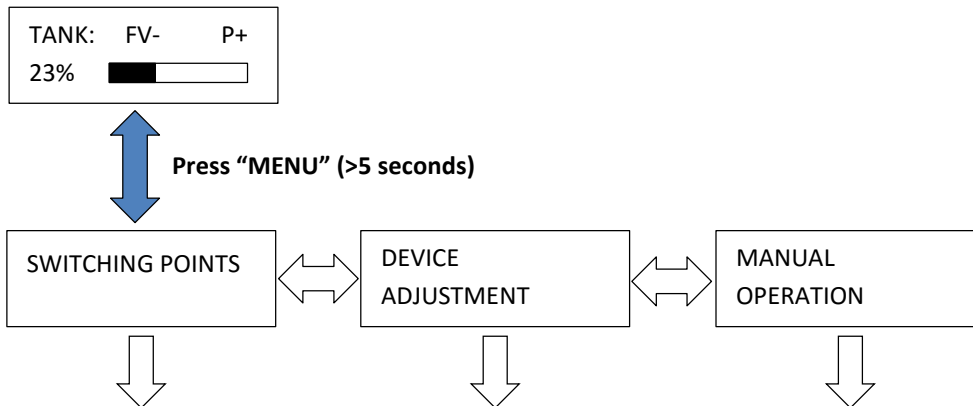 TANK: FV- P+
23%
Press “MENU” (>5 seconds)
SWITCHING POINTS
DEVICE
ADJUSTMENT
MANUAL
OPERATION